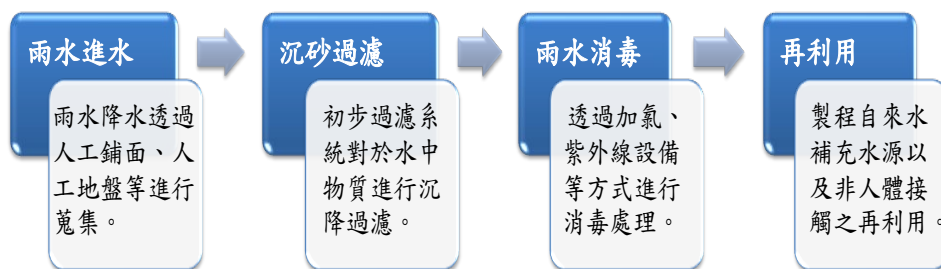 雨水進水
雨水降水透過
人工鋪面、人
工地盤等進行
蒐集。
沉砂過濾
初步過濾系
統對於水中
物質進行沉
降過濾。
雨水消毒
透過加氯、
紫外線設備
等方式進行
消毒處理。
再利用
製程自來水
補充水源以
及非人體接
觸之再利用。